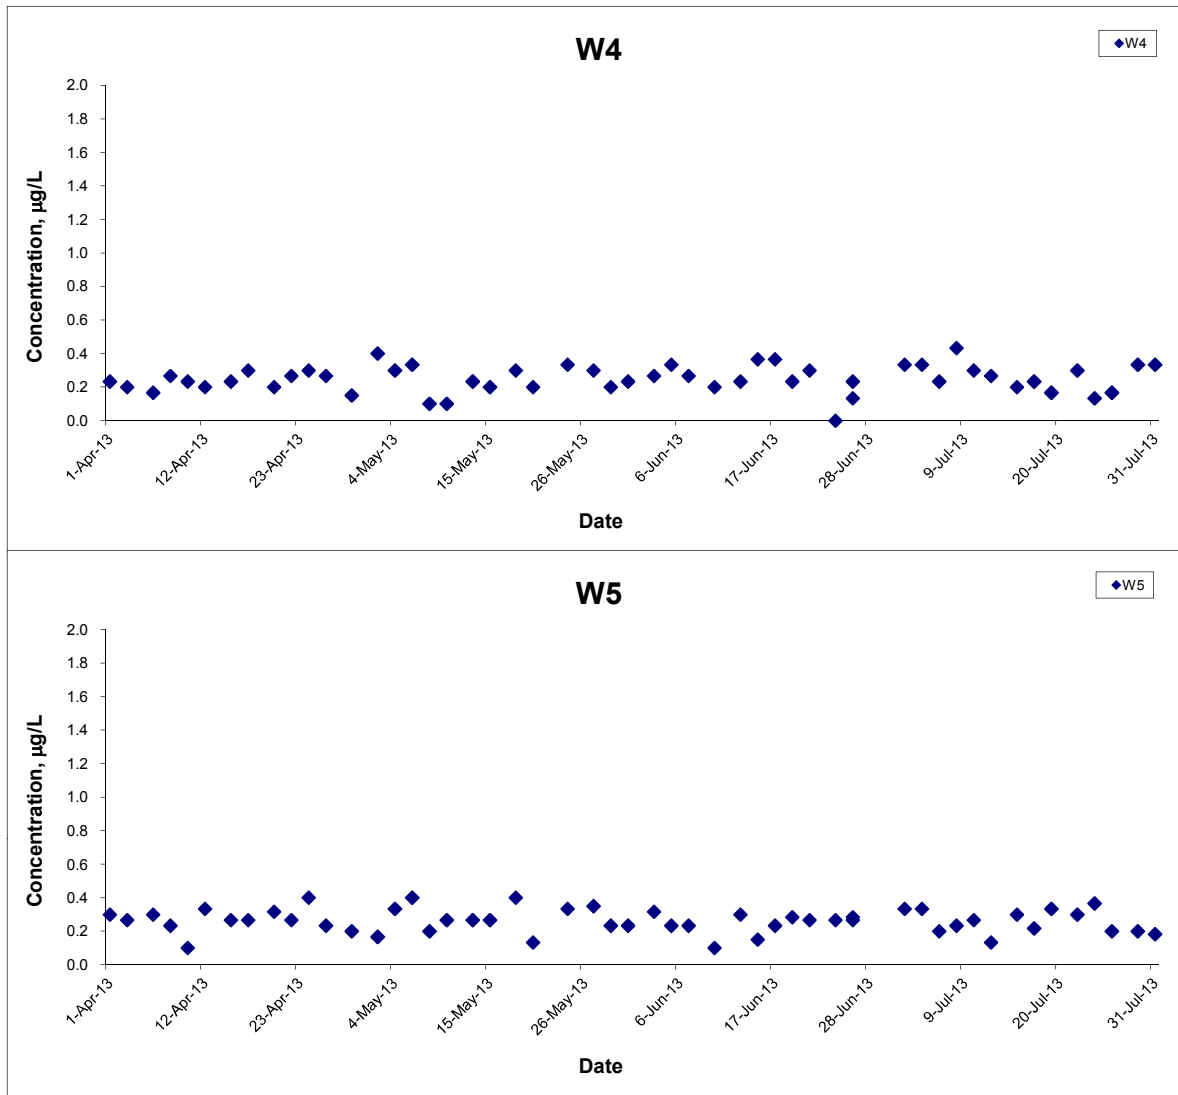 W4
W4
Concentration, µg/L
2.0
1.8
1.6
1.4
1.2
1.0
0.8
0.6
0.4
0.2
0.0
1-Apr-13
12-Apr-13
23-Apr-13
4-May-13
15-May-13
26-May-13
6-Jun-13
17-Jun-13
28-Jun-13
9-Jul-13
20-Jul-13
31-Jul-13
Date
W5
W5
Concentration, µg/L
2.0
1.8
1.6
1.4
1.2
1.0
0.8
0.6
0.4
0.2
0.0
1-Apr-13
12-Apr-13
23-Apr-13
4-May-13
15-May-13
26-May-13
6-Jun-13
17-Jun-13
28-Jun-13
9-Jul-13
20-Jul-13
31-Jul-13
Date